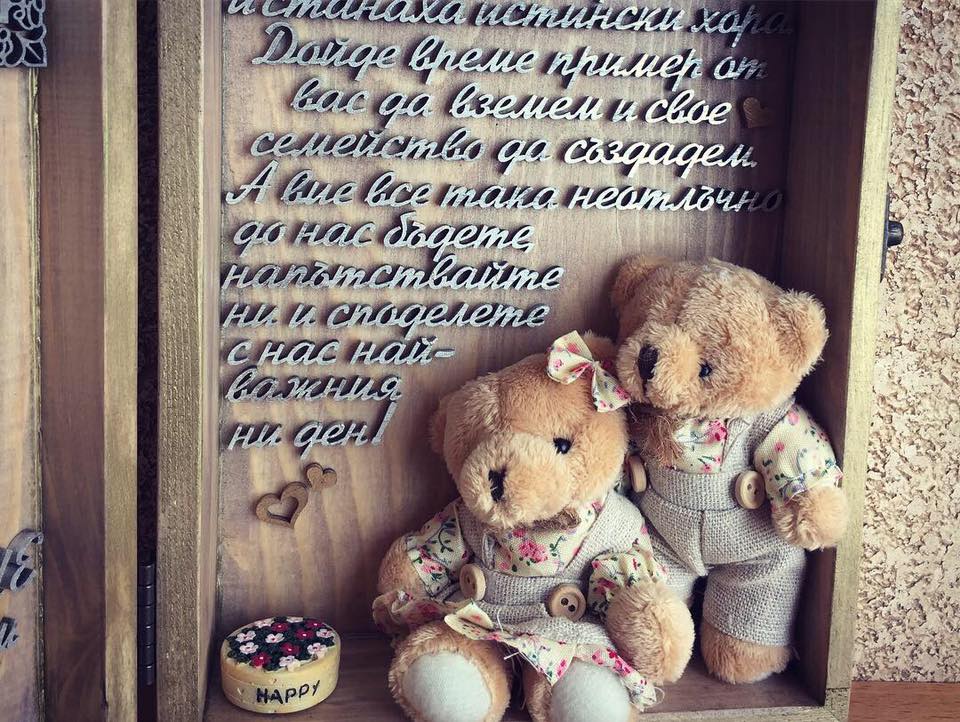 и станаха истински хора.
Дойде време пример от
вас да вземем и свое
семейство да създадем.
А вие все така неотлъчно
до нас бъдете,
напътствайте
ни и споделете
с нас най-
важния
ни ден!
HAPPY